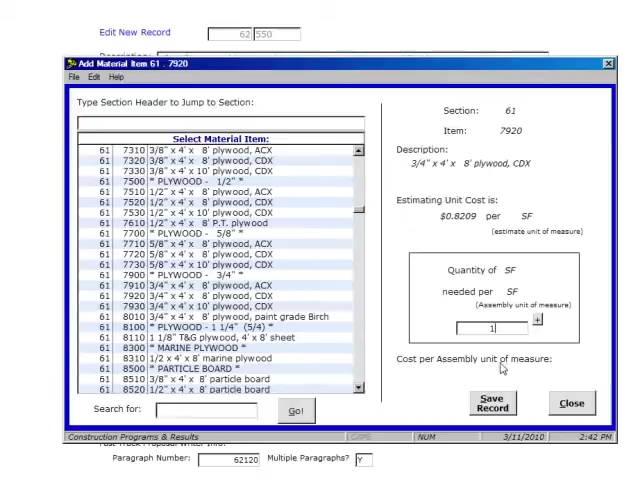 Edit New Record 62 550
Add Material Item 61 . 7920
File Edit Help
Type Section Header to Jump to Section:
Select Material Item:
61 7310 3/8" x 4' x 8' plywood, ACX
61 7320 3/8" x 4' x 8' plywood, CDX
61 7330 3/8" x 4' x 10' plywood, CDX
61 7500 * PLYWOOD - 1/2" *
61 7510 1/2" x 4' x 8' plywood, ACX
61 7520 1/2" x 4' x 8' plywood, CDX
61 7530 1/2" x 4' x 10' plywood, CDX
61 7610 1/2" x 4' x 8' P.T. plywood
61 7700 * PLYWOOD - 5/8" *
61 7710 5/8" x 4' x 8' plywood, ACX
61 7720 5/8" x 4' x 8' plywood, CDX
61 7730 5/8" x 4' x 10' plywood, CDX
61 7900 * PLYWOOD - 3/4" *
61 7910 3/4" x 4' x 8' plywood, ACX
61 7920 3/4" x 4' x 8' plywood, CDX
61 7930 3/4" x 4' x 10' plywood, CDX
61 8010 3/4" x 4' x 8' plywood, paint grade Birch
61 8100 * PLYWOOD - 1 1/4" (5/4) *
61 8110 1 1/8" T&G plywood, 4' x 8' sheet
61 8300 * MARINE PLYWOOD *
61 8310 1/2 x 4' x 8' marine plywood
61 8500 * PARTICLE BOARD *
61 8510 3/8" x 4' x 8' particle board
61 8520 1/2" x 4' x 8' particle board
Search for: Go!
Section: 61
Item: 7920
Description:
3/4" x 4' x 8' plywood, CDX
Estimating Unit Cost is:
$0.8209 per SF
(estimate unit of measure)
Quantity of SF
needed per SF
(Assembly unit of measure)
1 +
Cost per Assembly unit of measure:
Save Record Close
Construction Programs & Results CAPS NUM 3/11/2010 2:42 PM
Paragraph Number: 62120 Multiple Paragraphs? Y